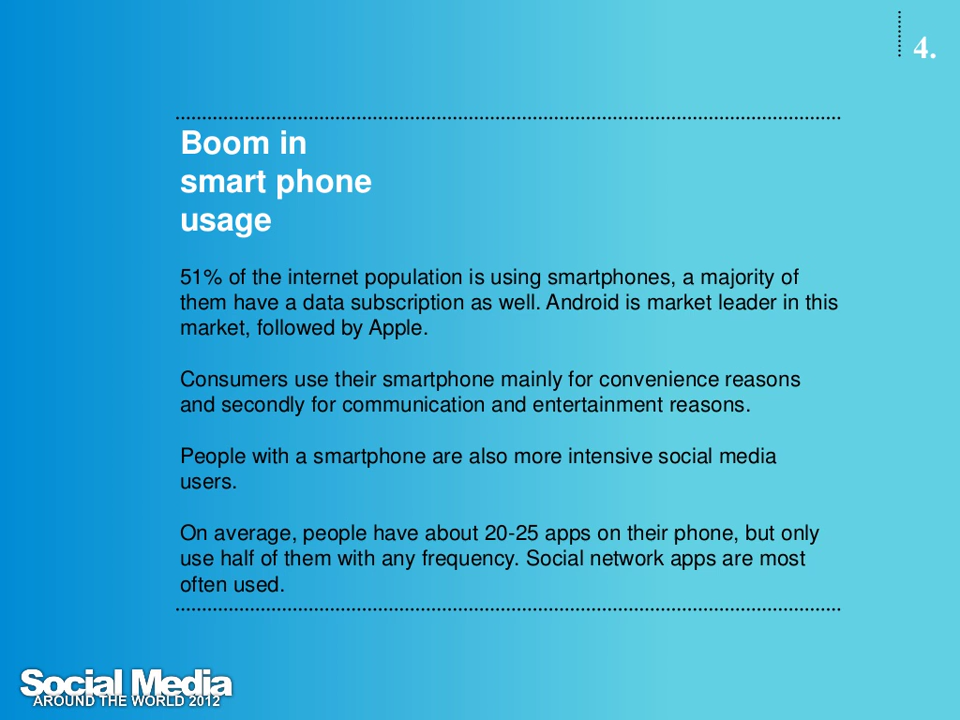 4.
Boom in
smart phone
usage
51% of the internet population is using smartphones, a majority of
them have a data subscription as well. Android is market leader in this
market, followed by Apple.
Consumers use their smartphone mainly for convenience reasons
and secondly for communication and entertainment reasons.
People with a smartphone are also more intensive social media
users.
On average, people have about 20-25 apps on their phone, but only
use half of them with any frequency. Social network apps are most
often used.
Social Media
AROUND THE WORLD 2012